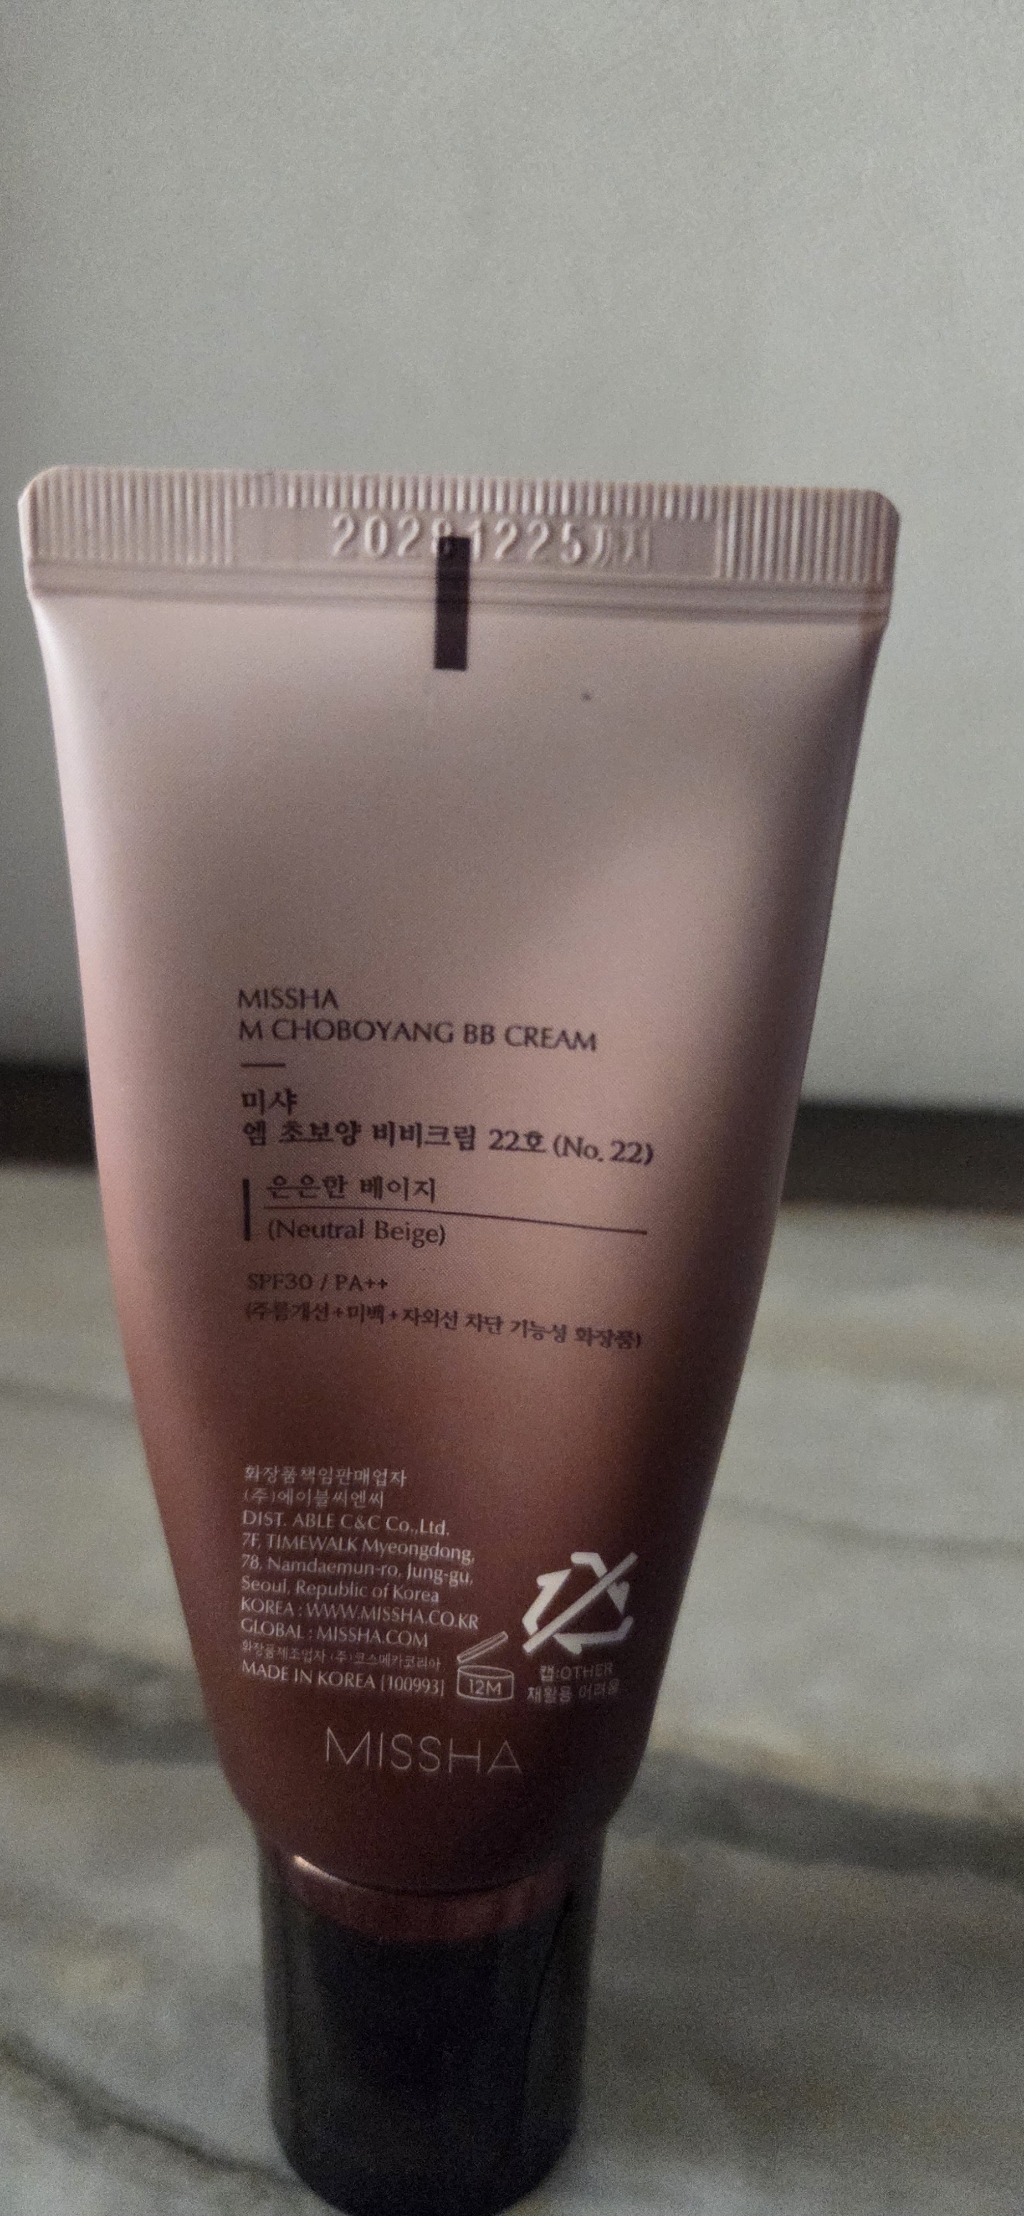 20281225까지
MISSHA
M CHOBOYANG BB CREAM
미샤
엠 초보양 비비크림 22호 (No. 22)
은은한 베이지
(Neutral Beige)
SPF30 / PA++
(주름개선+미백+자외선 차단 기능성 화장품)
화장품책임판매업자
(주)에이블씨엔씨
DIST. ABLE C&C Co.,Ltd.
7F, TIMEWALK Myeongdong,
78, Namdaemun-ro, Jung-gu,
Seoul, Republic of Korea
KOREA : WWW.MISSHA.CO.KR
GLOBAL : MISSHA.COM
화장품제조업자 (주)코스메카코리아
MADE IN KOREA [100993]
12M
캡:OTHER
재활용 어려움
MISSHA